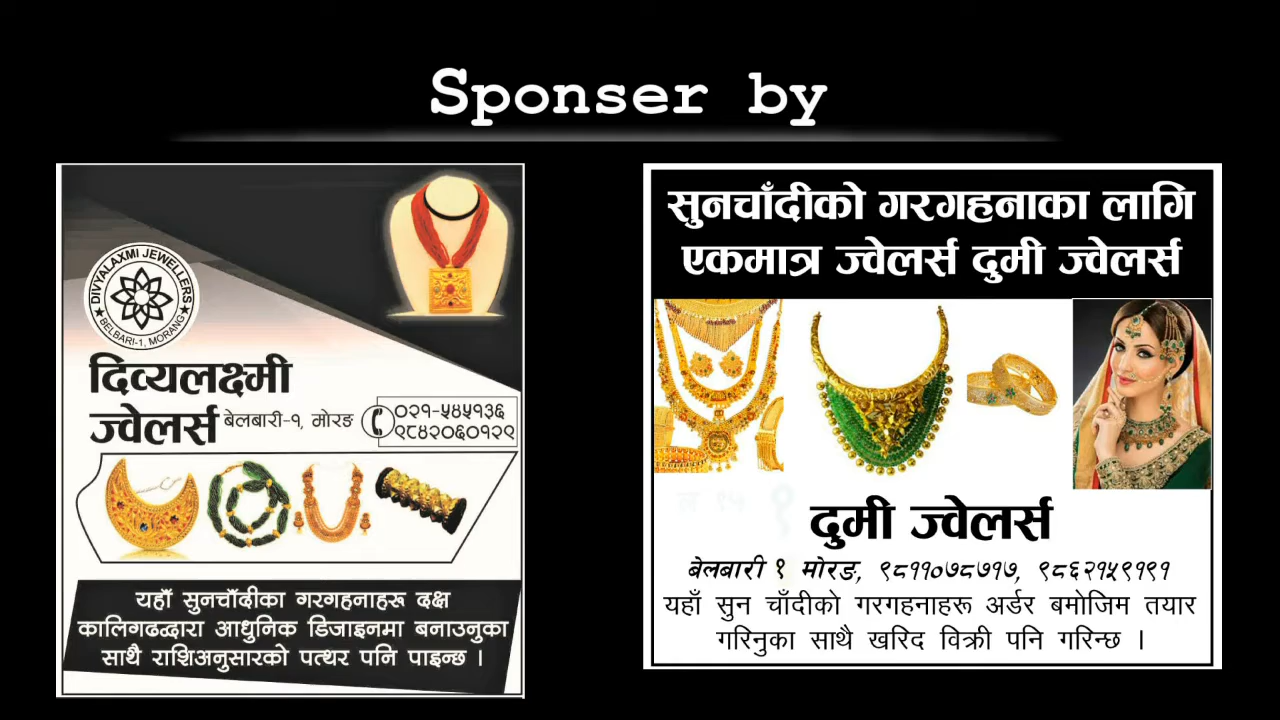 Sponser by
DIVYALAXMI JEWELLERS
BELBARI-1, MORANG
दिव्यलक्ष्मी
ज्वेलर्स बेलबारी-१, मोरङ
०२१-५४५१३६
९८४२०६०१२९
यहाँ सुनचाँदीका गरगहनाहरू दक्ष
कालिगढद्वारा आधुनिक डिजाइनमा बनाउनुका
साथै राशिअनुसारको पत्थर पनि पाइन्छ ।
सुनचाँदीको गरगहनाका लागि
एकमात्र ज्वेलर्स दुमी ज्वेलर्स
दुमी ज्वेलर्स
बेलबारी १ मोरङ, ९८११०७८७१७, ९८६२१५९१९१
यहाँ सुन चाँदीको गरगहनाहरू अर्डर बमोजिम तयार
गरिनुका साथै खरिद विक्री पनि गरिन्छ ।